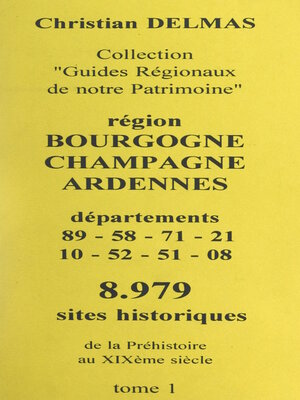 Christian DELMAS
Collection
"Guides Régionaux
de notre Patrimoine"
région
BOURGOGNE
CHAMPAGNE
ARDENNES
départements
89 - 58 - 71 - 21
10 - 52 - 51 - 08
8.979
sites historiques
de la Préhistoire
au XIXème siècle
tome 1